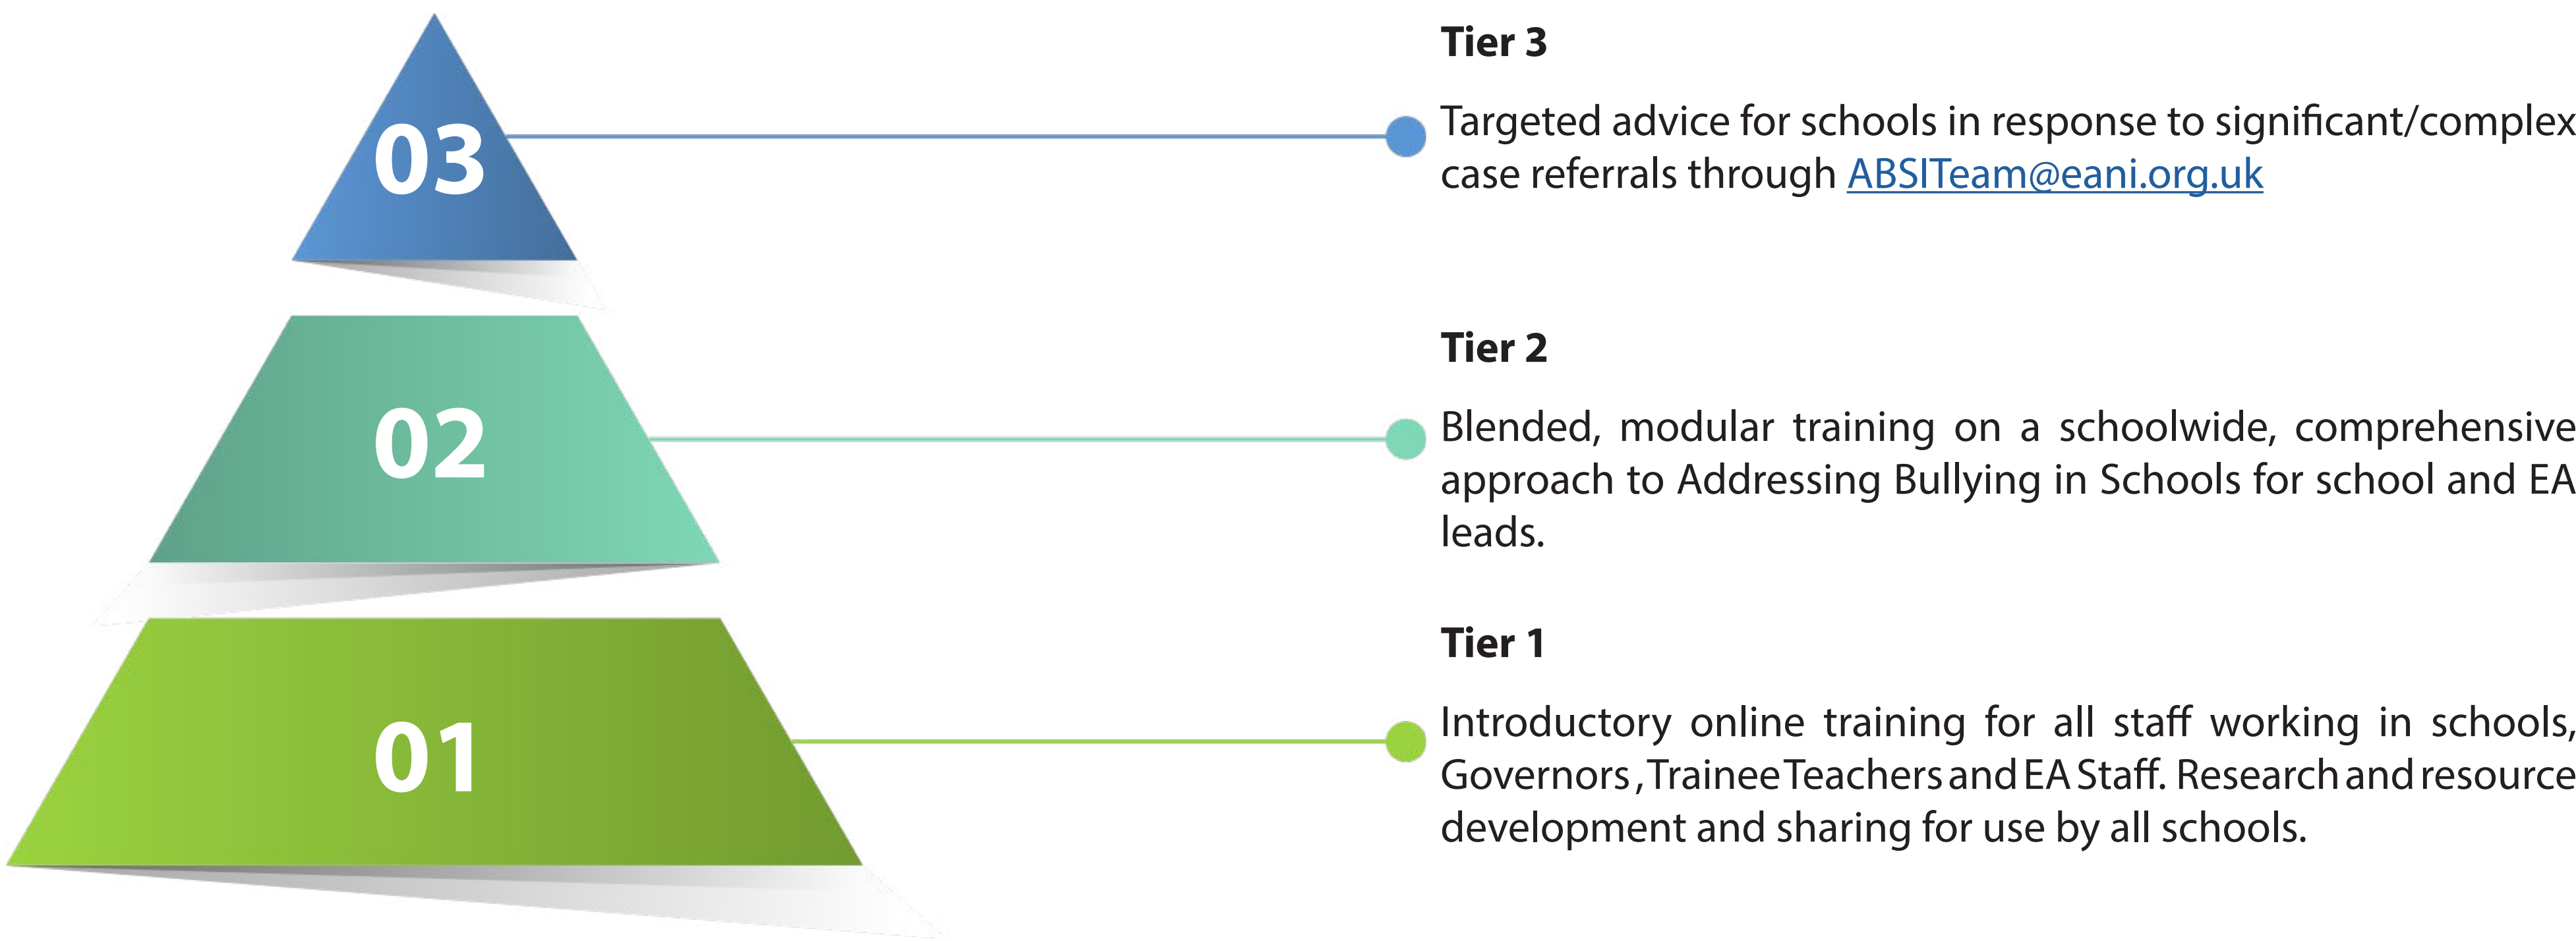 03
Tier 3
Targeted advice for schools in response to significant/complex
case referrals through ABSITeam@eani.org.uk
02
Tier 2
Blended, modular training on a schoolwide, comprehensive
approach to Addressing Bullying in Schools for school and EA
leads.
01
Tier 1
Introductory online training for all staff working in schools,
Governors , Trainee Teachers and EA Staff. Research and resource
development and sharing for use by all schools.